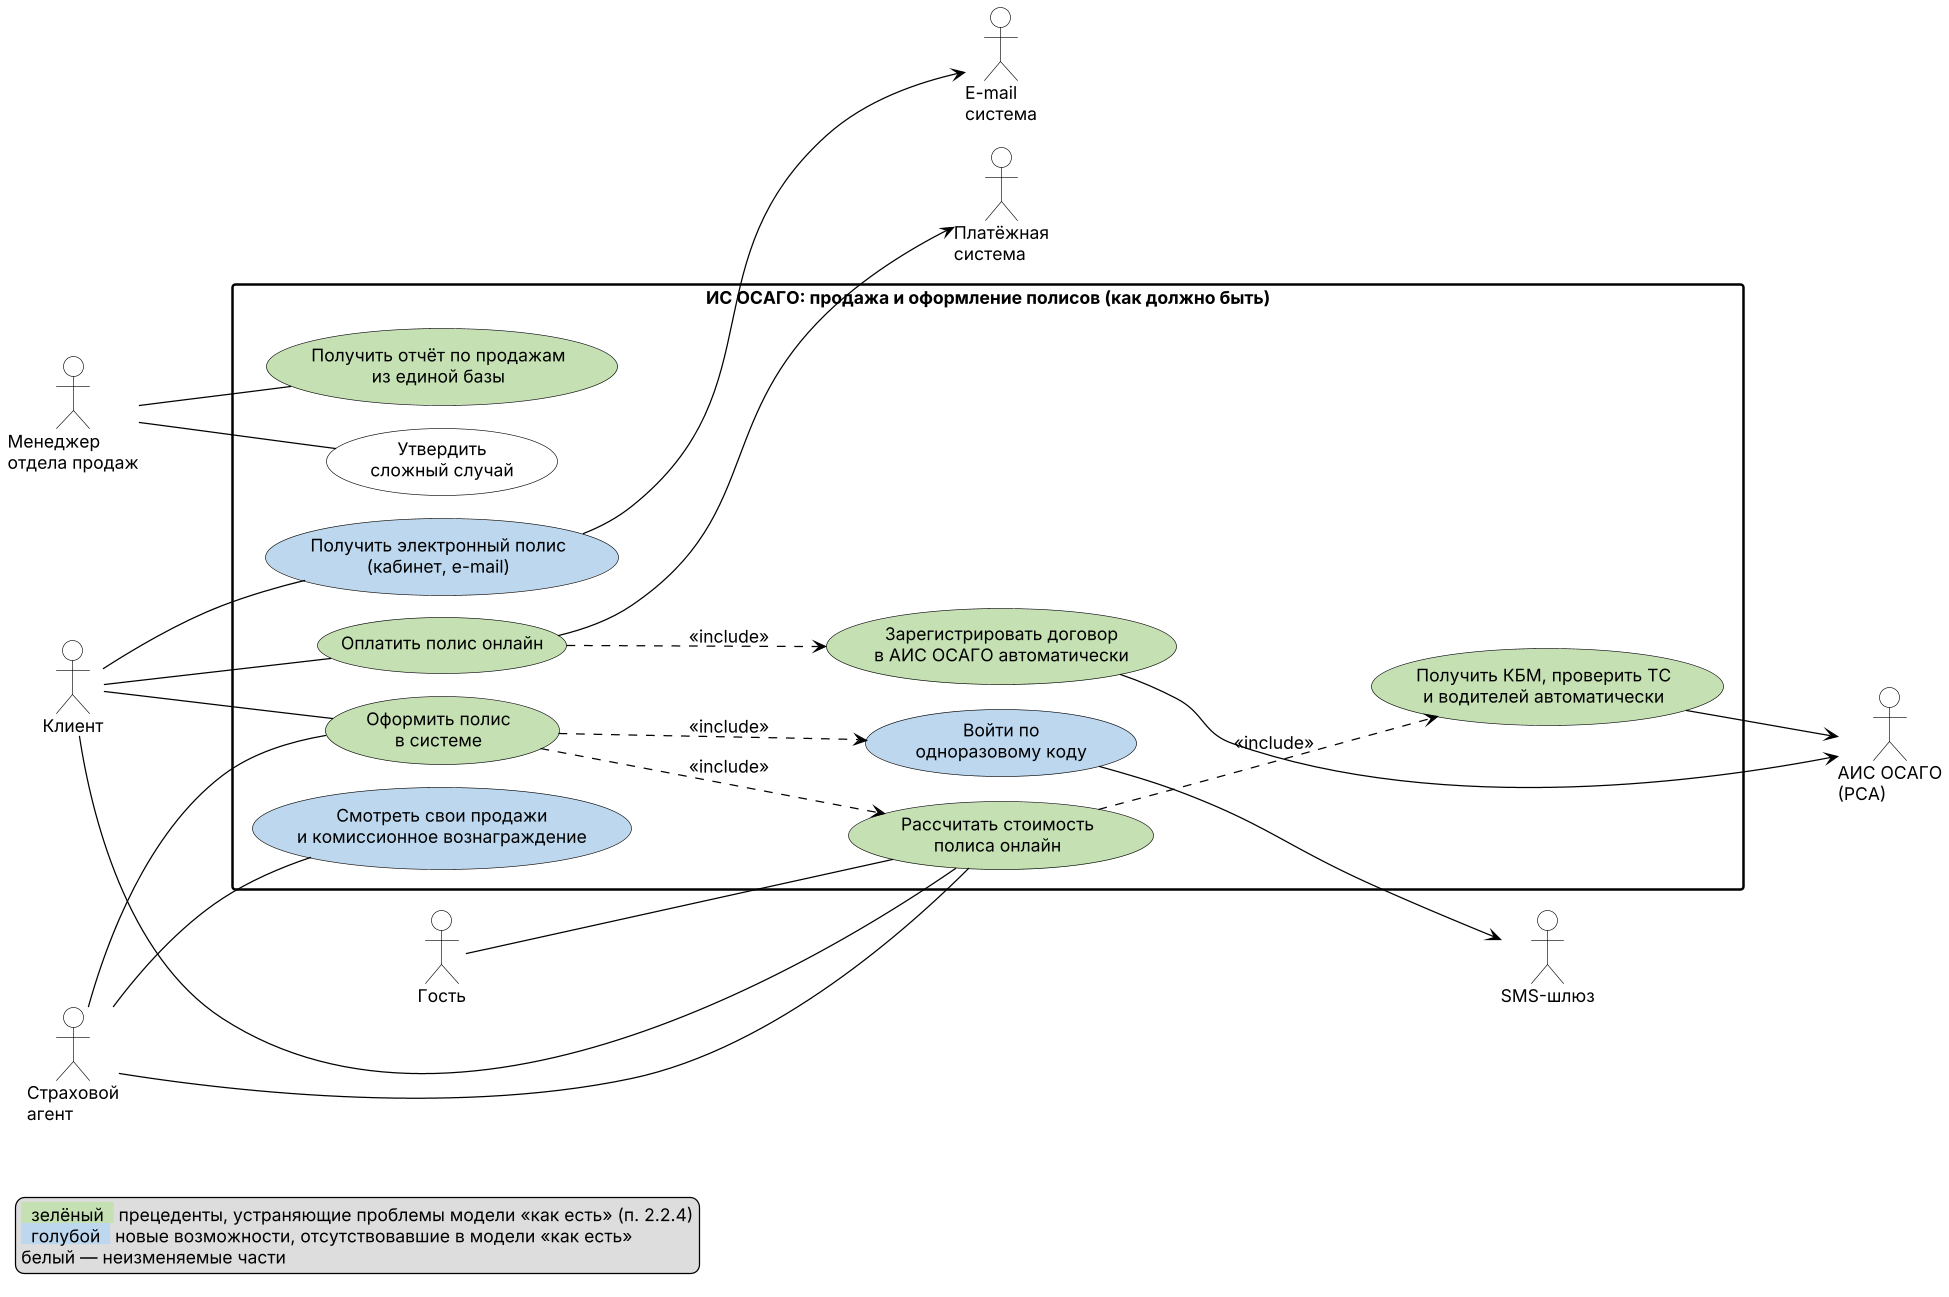 E-mail
система
Платёжная
система
ИС ОСАГО: продажа и оформление полисов (как должно быть)
Получить отчёт по продажам
из единой базы
Менеджер
отдела продаж
Утвердить
сложный случай
Получить электронный полис
(кабинет, e-mail)
Оплатить полис онлайн
«include»
Зарегистрировать договор
в АИС ОСАГО автоматически
Получить КБМ, проверить ТС
и водителей автоматически
Клиент
Оформить полис
в системе
«include»
Войти по
одноразовому коду
«include»
«include»
АИС ОСАГО
(РСА)
Смотреть свои продажи
и комиссионное вознаграждение
Рассчитать стоимость
полиса онлайн
Гость
SMS-шлюз
Страховой
агент
зелёный прецеденты, устраняющие проблемы модели «как есть» (п. 2.2.4)
голубой новые возможности, отсутствовавшие в модели «как есть»
белый — неизменяемые части